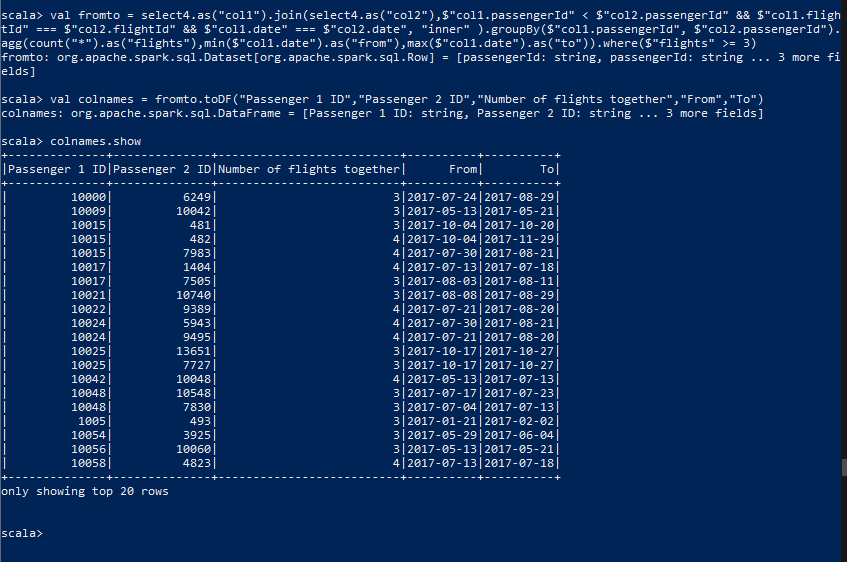 scala> val fromto = select4.as("col1").join(select4.as("col2"),$"col1.passengerId" < $"col2.passengerId" && $"col1.fligh
tId" === $"col2.flightId" && $"col1.date" === $"col2.date", "inner" ).groupBy($"col1.passengerId", $"col2.passengerId").
agg(count("*").as("flights"),min($"col1.date").as("from"),max($"col1.date").as("to")).where($"flights" >= 3)
fromto: org.apache.spark.sql.Dataset[org.apache.spark.sql.Row] = [passengerId: string, passengerId: string ... 3 more fi
elds]
scala> val colnames = fromto.toDF("Passenger 1 ID","Passenger 2 ID","Number of flights together","From","To")
colnames: org.apache.spark.sql.DataFrame = [Passenger 1 ID: string, Passenger 2 ID: string ... 3 more fields]
scala> colnames.show
+--------------+--------------+--------------------------+----------+----------+
|Passenger 1 ID|Passenger 2 ID|Number of flights together|      From|        To|
+--------------+--------------+--------------------------+----------+----------+
|         10000|          6249|                         3|2017-07-24|2017-08-29|
|         10009|         10042|                         3|2017-05-13|2017-05-21|
|         10015|           481|                         3|2017-10-04|2017-10-20|
|         10015|           482|                         4|2017-10-04|2017-11-29|
|         10015|          7983|                         4|2017-07-30|2017-08-21|
|         10017|          1404|                         4|2017-07-13|2017-07-18|
|         10017|          7505|                         3|2017-08-03|2017-08-11|
|         10021|         10740|                         3|2017-08-08|2017-08-29|
|         10022|          9389|                         4|2017-07-21|2017-08-20|
|         10024|          5943|                         4|2017-07-30|2017-08-21|
|         10024|          9495|                         4|2017-07-21|2017-08-20|
|         10025|         13651|                         3|2017-10-17|2017-10-27|
|         10025|          7727|                         3|2017-10-17|2017-10-27|
|         10042|         10048|                         4|2017-05-13|2017-07-13|
|         10048|         10548|                         3|2017-07-17|2017-07-23|
|         10048|          7830|                         3|2017-07-04|2017-07-13|
|          1005|           493|                         3|2017-01-21|2017-02-02|
|         10054|          3925|                         3|2017-05-29|2017-06-04|
|         10056|         10060|                         3|2017-05-13|2017-05-21|
|         10058|          4823|                         4|2017-07-13|2017-07-18|
+--------------+--------------+--------------------------+----------+----------+
only showing top 20 rows
scala>